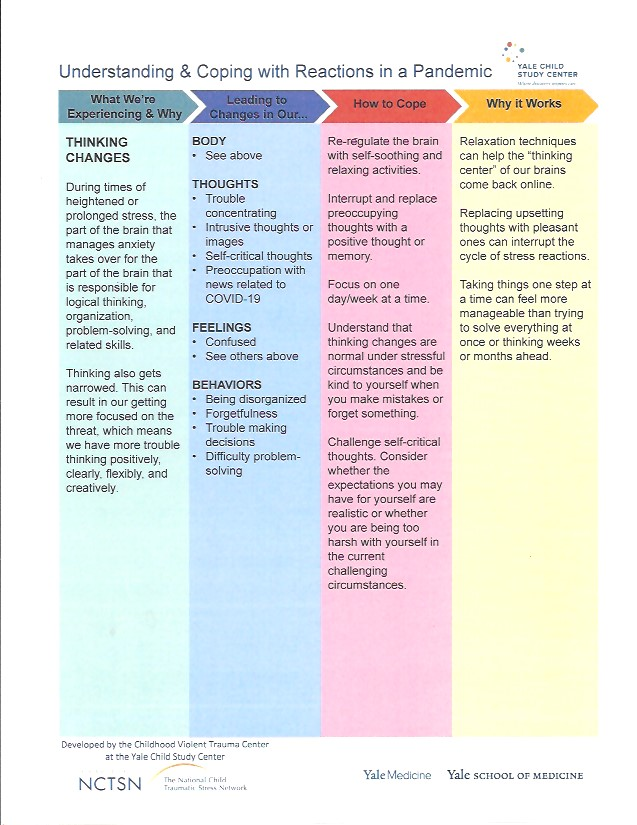 Understanding & Coping with Reactions in a Pandemic
YALE CHILD
STUDY CENTER
What We're
Experiencing & Why
Leading to
Changes in Our...
How to Cope
Why it Works
THINKING
CHANGES
During times of
heightened or
prolonged stress, the
part of the brain that
manages anxiety
takes over for the
part of the brain that
is responsible for
logical thinking,
organization,
problem-solving, and
related skills.
Thinking also gets
narrowed. This can
result in our getting
more focused on the
threat, which means
we have more trouble
thinking positively,
clearly, flexibly, and
creatively.
BODY
• See above
THOUGHTS
• Trouble
concentrating
• Intrusive thoughts or
images
• Self-critical thoughts
• Preoccupation with
news related to
COVID-19
FEELINGS
• Confused
• See others above
BEHAVIORS
• Being disorganized
• Forgetfulness
• Trouble making
decisions
• Difficulty problem-
solving
Re-regulate the brain
with self-soothing and
relaxing activities.
Interrupt and replace
preoccupying
thoughts with a
positive thought or
memory.
Focus on one
day/week at a time.
Understand that
thinking changes are
normal under stressful
circumstances and be
kind to yourself when
you make mistakes or
forget something.
Challenge self-critical
thoughts. Consider
whether the
expectations you may
have for yourself are
realistic or whether
you are being too
harsh with yourself in
the current
challenging
circumstances.
Relaxation techniques
can help the "thinking
center" of our brains
come back online.
Replacing upsetting
thoughts with pleasant
ones can interrupt the
cycle of stress reactions.
Taking things one step at
a time can feel more
manageable than trying
to solve everything at
once or thinking weeks
or months ahead.
Developed by the Childhood Violent Trauma Center
at the Yale Child Study Center
NCTSN
The National Child
Traumatic Stress Network
Yale Medicine
Yale SCHOOL OF MEDICINE